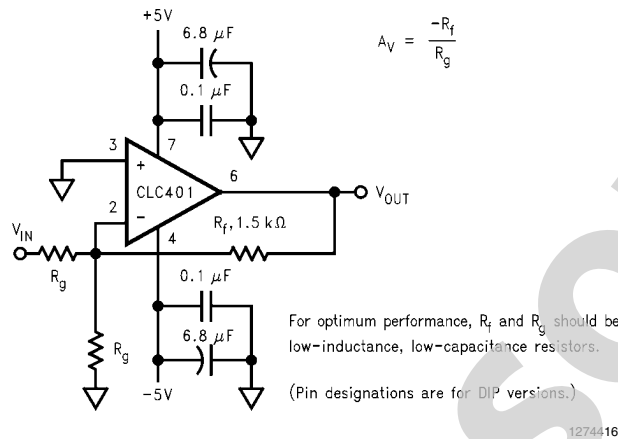 +5V
6.8 μF
A_V = -R_f / R_g
0.1 μF
3
7
+
6
CLC401
V_OUT
2
−
V_IN
4
R_f, 1.5 kΩ
R_g
0.1 μF
6.8 μF
R_g
−5V
For optimum performance, R_f and R_g should be
low-inductance, low-capacitance resistors.
(Pin designations are for DIP versions.)
1274416